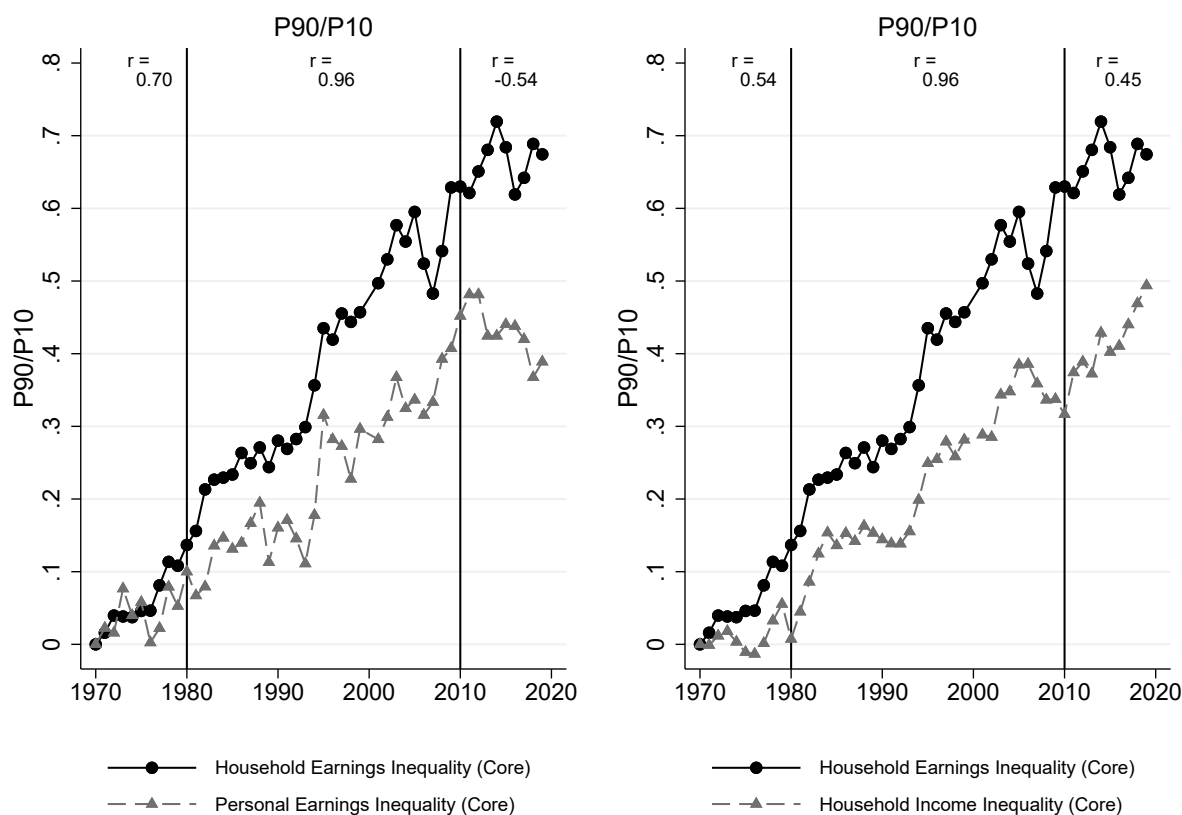 P90/P10
r =
0.70
r =
0.96
r =
-0.54
P90/P10
.8
.7
.6
.5
.4
.3
.2
.1
0
1970 1980 1990 2000 2010 2020
Household Earnings Inequality (Core)
Personal Earnings Inequality (Core)
P90/P10
r =
0.54
r =
0.96
r =
0.45
P90/P10
.8
.7
.6
.5
.4
.3
.2
.1
0
1970 1980 1990 2000 2010 2020
Household Earnings Inequality (Core)
Household Income Inequality (Core)